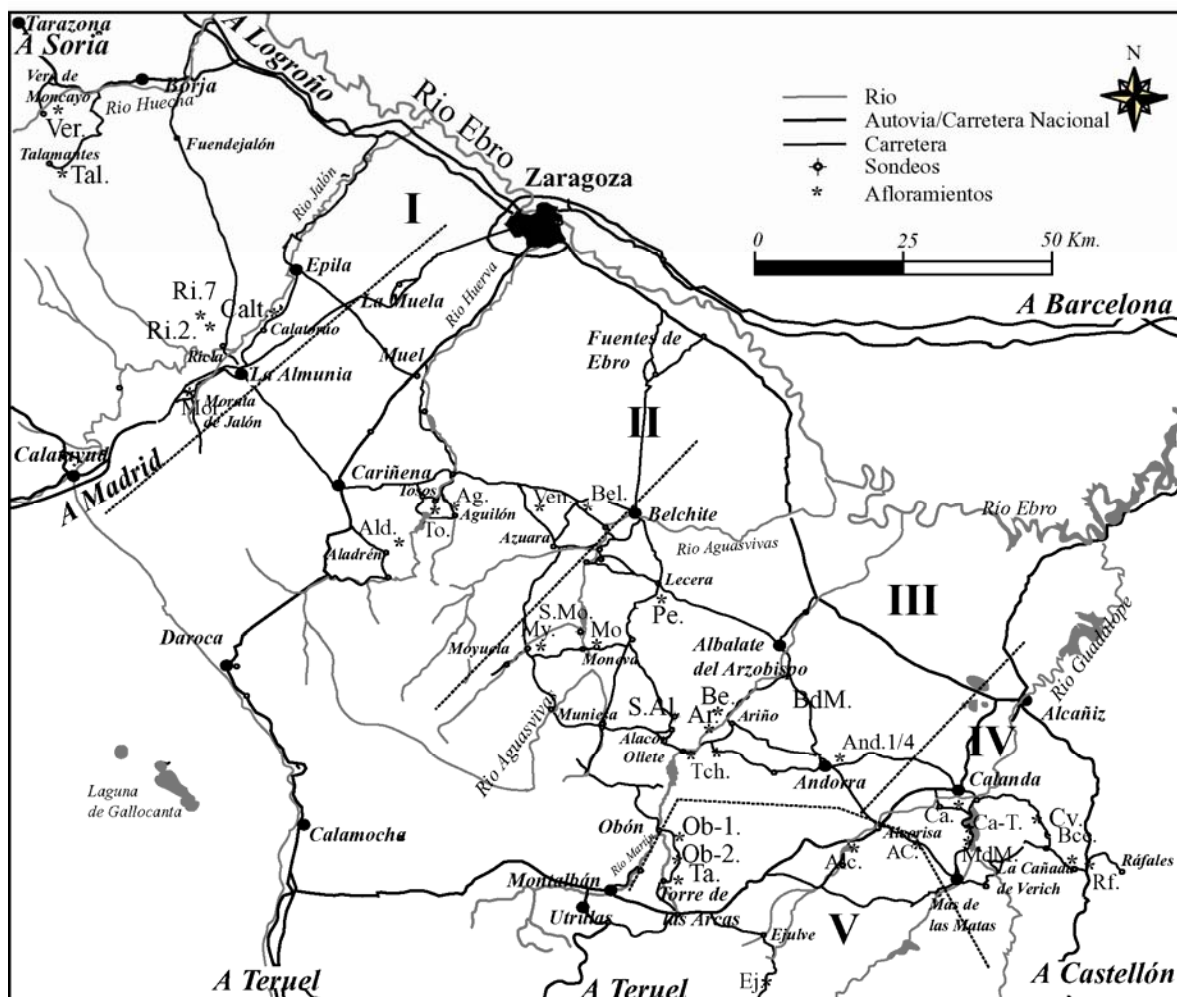 Tarazona
A Soria
A Logroño
Vera de
Moncayo
Borja
Rio Huecha
Ver.
Talamantes
Tal.
Fuendejalón
Rio Ebro
Zaragoza
N
Rio
Autovia/Carretera Nacional
Carretera
Sondeos
Afloramientos
0
25
50 Km.
Rio Jalón
I
Epila
La Muela
Rio Huerva
Ri.7
Calt.
Ri.2.
Calatorao
Ricla
La Almunia
Mor.
Morata
de Jalón
Muel
Fuentes de
Ebro
A Barcelona
Calatayud
A Madrid
II
Cariñena
Tosos
Ag.
Aguilón
To.
Ald.
Aladrén
Ven.
Bel.
Belchite
Azuara
Rio Aguasvivas
Río Ebro
Lecera
Pe.
III
Rio Guadalope
S.Mo.
My.
Mo
Moyuela
Moneva
Albalate
del Arzobispo
Daroca
Rio Aguasvivas
Muniesa
S.Al.
Be.
Ar.
Ariño
BdM.
Alacón
Oliete
Tch.
And.1/4
Andorra
Alcañiz
IV
Calanda
Laguna
de Gallocanta
Calamocha
Obón
Ob-1.
Ob-2.
Ta.
Rio Martín
Montalbán
Torre de
las Arcas
Utrillas
Alc.
Alcorisa
AC.
Ca.
Ca-T.
MdM.
Cv.
Bcc.
La Cañada
de Verich
Rf.
Ráfales
Mas de
las Matas
V
Ejulve
Ej.
A Teruel
A Teruel
A Castellón